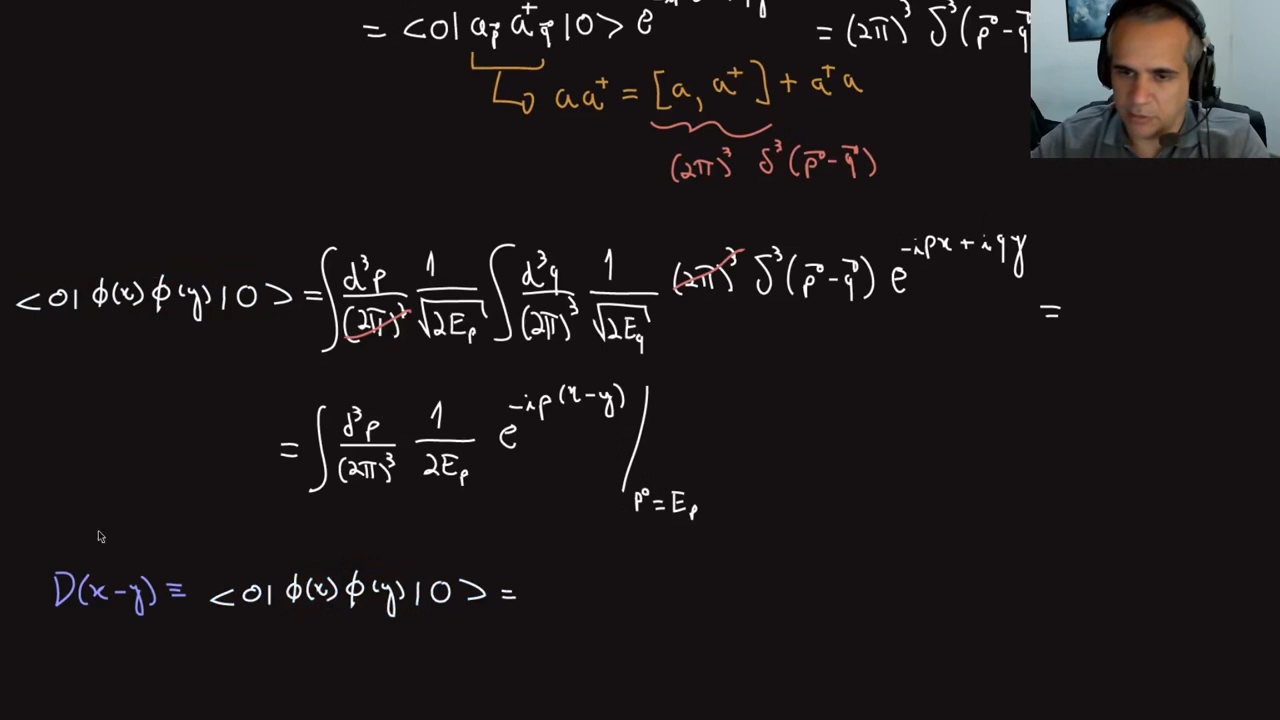 = <0| a_p a^+_q |0> e = (2π)^3 δ^3(p⃗-q⃗
↳ a a^+ = [a, a^+] + a^+ a
(2π)^3 δ^3(p⃗-q⃗)
<0| ϕ(x) ϕ(y) |0> = ∫ d^3p/(2π)^3 1/√(2E_p) ∫ d^3q/(2π)^3 1/√(2E_q) (2π)^3 δ^3(p⃗-q⃗) e^{-ipx+iqy} =
= ∫ d^3p/(2π)^3 1/2E_p e^{-ip(x-y)} |_{p^0=E_p}
D(x-y) ≡ <0| ϕ(x) ϕ(y) |0> =